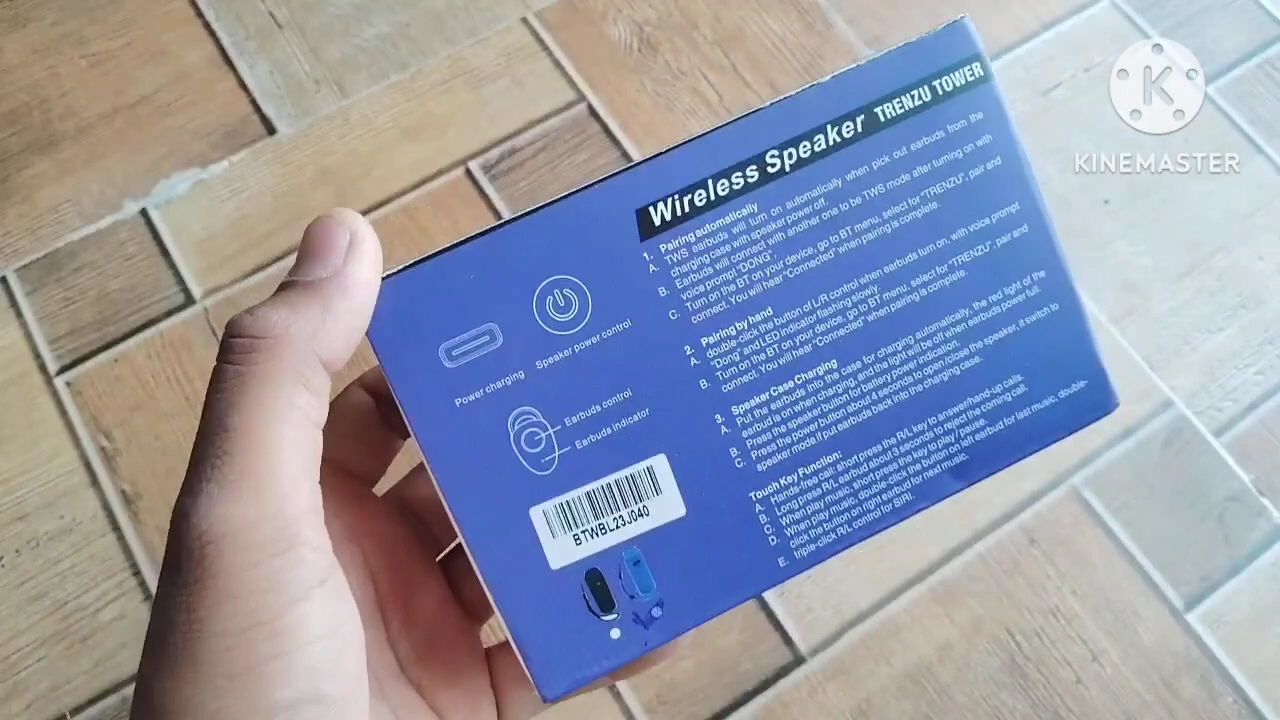 KINEMASTER
Wireless Speaker TRENZU TOWER
1. Pairing automatically
A. TWS earbuds will turn on automatically when pick out earbuds from the
charging case with speaker power off.
B. Earbuds will connect with another one to be TWS mode after turning on with
voice prompt "DONG",
C. Turn on the BT on your device, go to BT menu, select for "TRENZU", pair and
connect. You will hear "Connected" when pairing is complete.
2. Pairing by hand
A. double-click the button of L/R control when earbuds turn on, with voice prompt
"Dong" and LED indicator flashing slowly.
B. Turn on the BT on your device, go to BT menu, select for "TRENZU", pair and
connect. You will hear "Connected" when pairing is complete.
3. Speaker Case Charging
A. Put the earbuds into the case for charging automatically, the red light of the
earbud on when charging, and the light will be off when earbuds power full.
B. Press the speaker button for battery power indication.
C. Press the power button about 4 seconds to open/close the speaker, it switch to
speaker mode if put earbuds back into the charging case.
Touch Key Function:
A. Hands-free call: short press the R/L key to answer/hand-up calls.
B. Long press R/L earbud about 3 seconds to reject the coming call.
C. When play music, short press the key to play / pause.
D. When play music, double-click the button on left earbud for last music, double-
click the button on right earbud for next music.
E. triple-click R/L control for SIRI.
Speaker power control
Power charging
Earbuds control
Earbuds indicator
BTWBL23J040